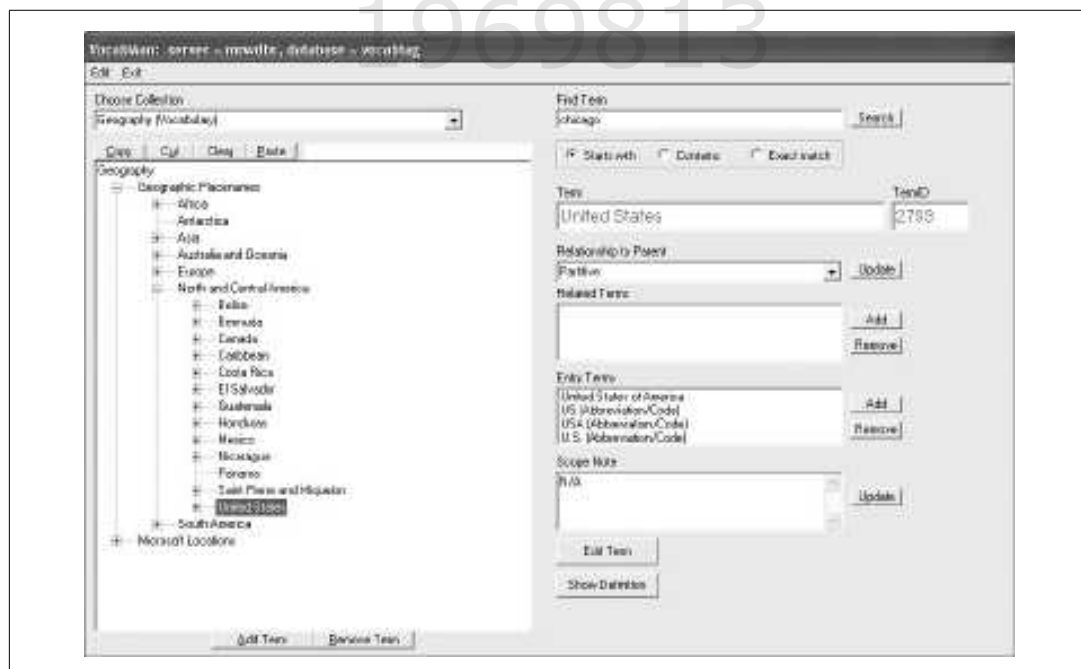 1969813
VocabMan: server = , database = vocabtag
Edit Exit
Choose Collection
Geography (Vocabulary)
Copy Cut Clear Paste
Geography
Geographic Placenames
Africa
Antarctica
Asia
Australia and Oceania
Europe
North and Central America
Belize
Bermuda
Canada
Caribbean
Costa Rica
El Salvador
Guatemala
Honduras
Mexico
Nicaragua
Panama
Saint Pierre and Miquelon
United States
South America
Microsoft Locations
Add Term Remove Term
Find Term
chicago
Search
Starts with Contains Exact match
Term TermID
United States 2793
Relationship to Parent
Partitive Update
Related Terms
Add
Remove
Entry Terms
United States of America
US (Abbreviation/Code)
USA (Abbreviation/Code)
U.S. (Abbreviation/Code)
Add
Remove
Scope Note
N/A
Update
Edit Term
Show Definition